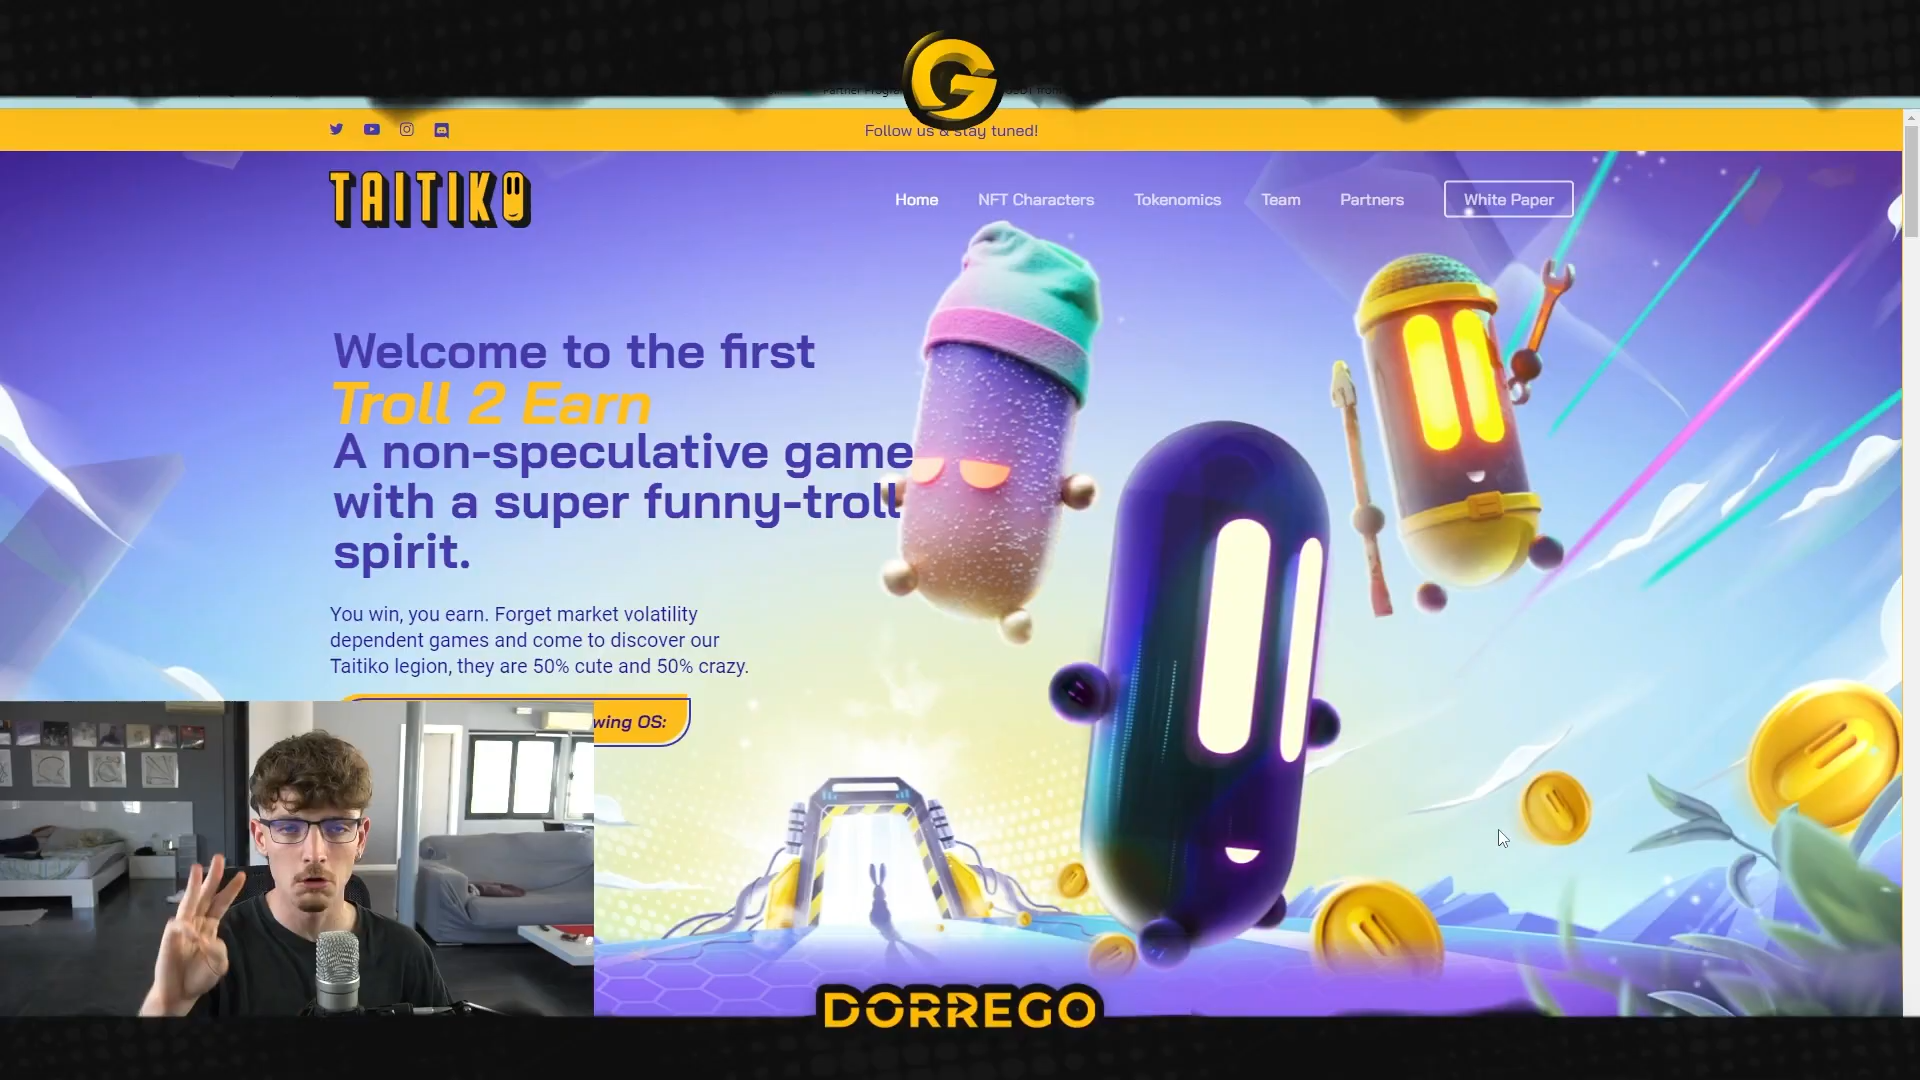 G
Follow us & stay tuned!
TAITIKO
Home
NFT Characters
Tokenomics
Team
Partners
White Paper
Welcome to the first
Troll 2 Earn
A non-speculative game
with a super funny-troll
spirit.
You win, you earn. Forget market volatility
dependent games and come to discover our
Taitiko legion, they are 50% cute and 50% crazy.
wing OS:
DORREGO